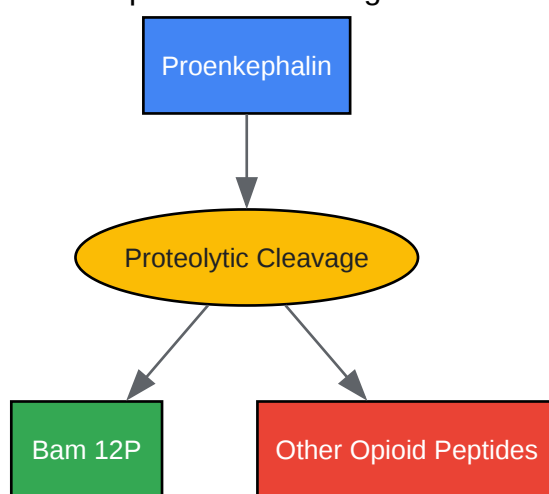 Proenkephalin
Proteolytic Cleavage
Bam 12P
Other Opioid Peptides